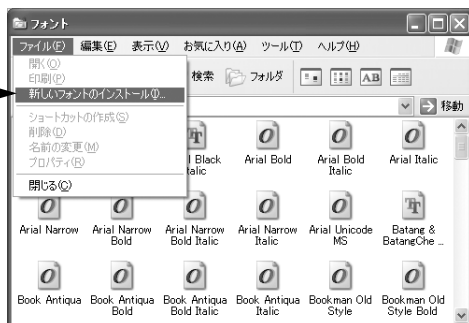 フォント
ファイル(F) 編集(E) 表示(V) お気に入り(A) ツール(T) ヘルプ(H)
開く(O)
印刷(P)
検索 フォルダ
新しいフォントのインストール(I)...
移動
ショートカットの作成(S)
削除(D)
名前の変更(M)
プロパティ(R)
閉じる(C)
l Black
talic
Arial Bold
Arial Bold
Italic
Arial Italic
Arial Narrow
Arial Narrow
Bold
Arial Narrow
Bold Italic
Arial Narrow
Italic
Arial Unicode
MS
Batang &
BatangChe ...
Book Antiqua
Book Antiqua
Bold
Book Antiqua
Bold Italic
Book Antiqua
Italic
Bookman Old
Style
Bookman Old
Style Bold